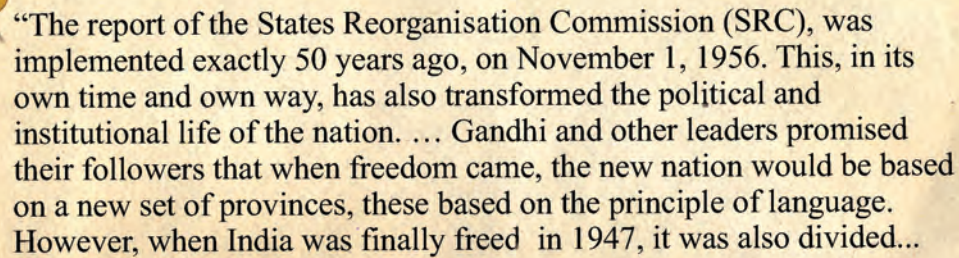 “The report of the States Reorganisation Commission (SRC), was
implemented exactly 50 years ago, on November 1, 1956. This, in its
own time and own way, has also transformed the political and
institutional life of the nation. … Gandhi and other leaders promised
their followers that when freedom came, the new nation would be based
on a new set of provinces, these based on the principle of language.
However, when India was finally freed in 1947, it was also divided...